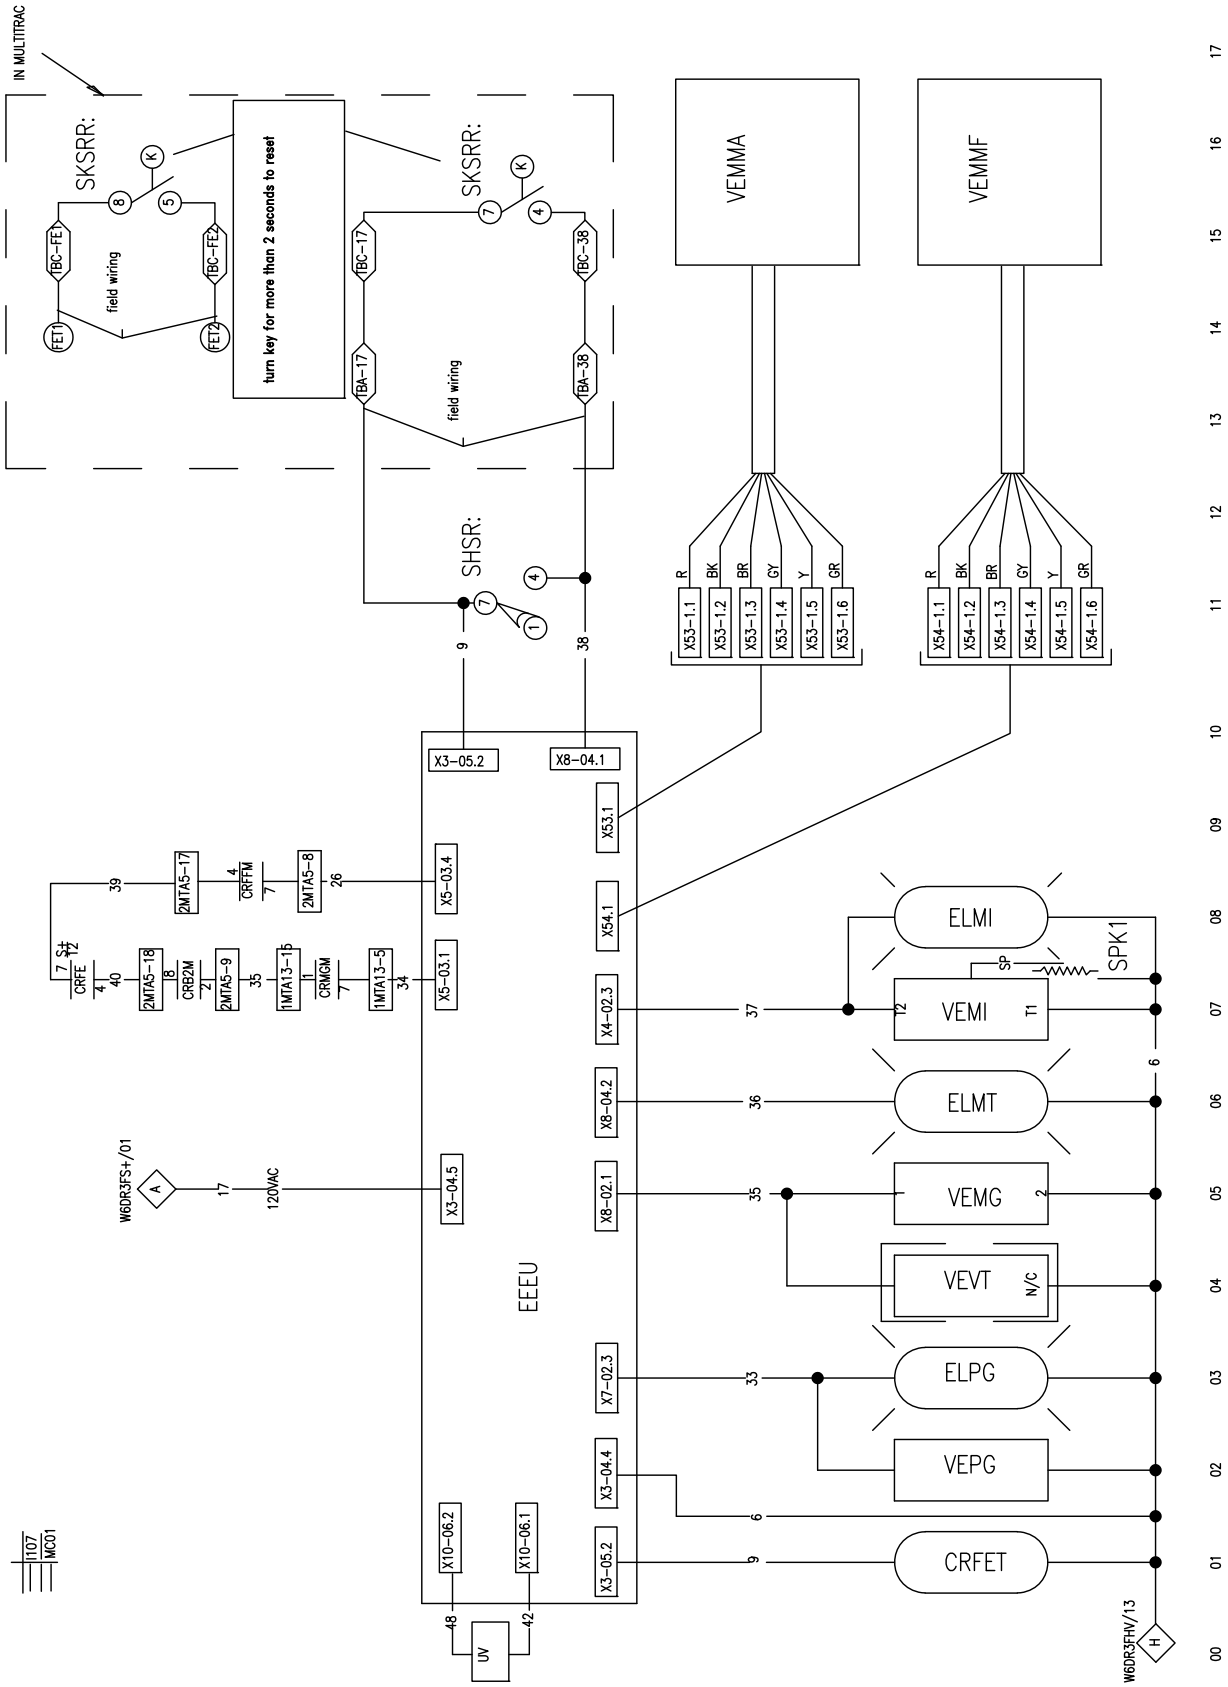 IN MULTITRAC
SKSRR:
TBC-FE1
8
K
5
TBC-FE2
FET1
FET2
field wiring
turn key for more than 2 seconds to reset
SKSRR:
TBC-17
7
K
4
TBC-38
TBA-17
TBA-38
field wiring
SHSR:
7
4
1
9
38
39
2MTA5-17
4
CRFFM
7
2MTA5-8
26
X5-03.4
7
S+
12
CRFE
4
40
2MTA5-18
8
CRB2M
2
2MTA5-9
35
1MTA13-15
1
CRMGM
7
1MTA13-5
34
X5-03.1
W6DR3FS+/01
A
17
120VAC
X3-04.5
1107
MC01
X10-06.2
X10-06.1
48
42
UV
EEEU
X3-05.2
X8-04.1
X53.1
X54.1
X4-02.3
X8-04.2
X8-02.1
X7-02.3
X3-04.4
X3-05.2
VEMMA
R
BK
BR
GY
Y
GR
X53-1.1
X53-1.2
X53-1.3
X53-1.4
X53-1.5
X53-1.6
VEMMF
R
BK
BR
GY
Y
GR
X54-1.1
X54-1.2
X54-1.3
X54-1.4
X54-1.5
X54-1.6
37
36
35
33
6
9
ELMI
SP
SPK1
T2
VEMI
T1
6
ELMT
1
VEMG
2
VEVT
N/C
ELPG
VEPG
CRFET
W6DR3FHV/13
H
00
01
02
03
04
05
06
07
08
09
10
11
12
13
14
15
16
17